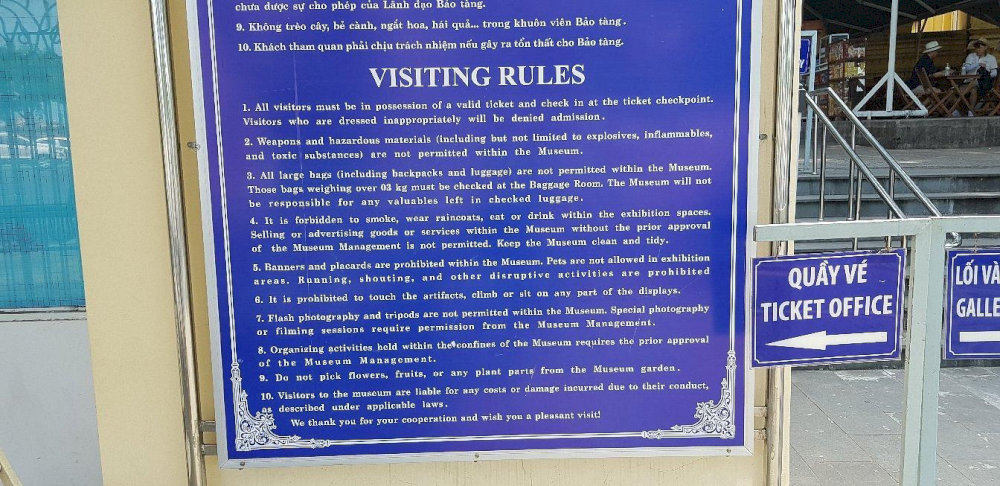 chưa được sự cho phép của Lãnh đạo Bảo tàng.
9. Không trèo cây, bẻ cành, ngắt hoa, hái quả... trong khuôn viên Bảo tàng.
10. Khách tham quan phải chịu trách nhiệm nếu gây ra tổn thất cho Bảo tàng.
VISITING RULES
1. All visitors must be in possession of a valid ticket and check in at the ticket checkpoint.
Visitors who are dressed inappropriately will be denied admission.
2. Weapons and hazardous materials (including but not limited to explosives, inflammables,
and toxic substances) are not permitted within the Museum.
3. All large bags (including backpacks and luggage) are not permitted within the Museum.
Those bags weighing over 03 kg must be checked at the Baggage Room. The Museum will not
be responsible for any valuables left in checked luggage.
4. It is forbidden to smoke, wear raincoats, eat or drink within the exhibition spaces.
Selling or advertising goods or services within the Museum without the prior approval
of the Museum Management is not permitted. Keep the Museum clean and tidy.
5. Banners and placards are prohibited within the Museum. Pets are not allowed in exhibition
areas. Running, shouting, and other disruptive activities are prohibited
6. It is prohibited to touch the artifacts, climb or sit on any part of the displays.
7. Flash photography and tripods are not permitted within the Museum. Special photography
or filming sessions require permission from the Museum Management.
8. Organizing activities held within the confines of the Museum requires the prior approval
of the Museum Management.
9. Do not pick flowers, fruits, or any plant parts from the Museum garden.
10. Visitors to the museum are liable for any costs or damage incurred due to their conduct,
as described under applicable laws.
We thank you for your cooperation and wish you a pleasant visit!
QUẦY VÉ
TICKET OFFICE
LỐI VÀ
GALLE